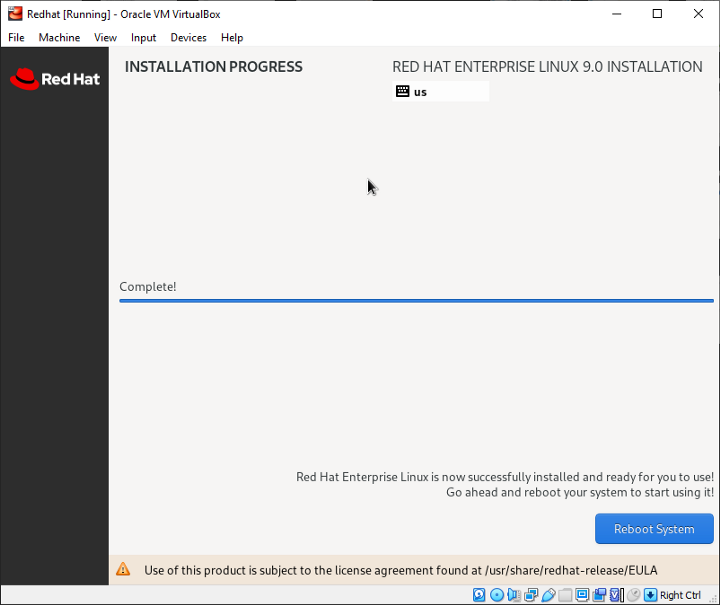 Redhat [Running] - Oracle VM VirtualBox
File Machine View Input Devices Help
Red Hat
INSTALLATION PROGRESS
RED HAT ENTERPRISE LINUX 9.0 INSTALLATION
us
Complete!
Red Hat Enterprise Linux is now successfully installed and ready for you to use!
Go ahead and reboot your system to start using it!
Reboot System
Use of this product is subject to the license agreement found at /usr/share/redhat-release/EULA
Right Ctrl